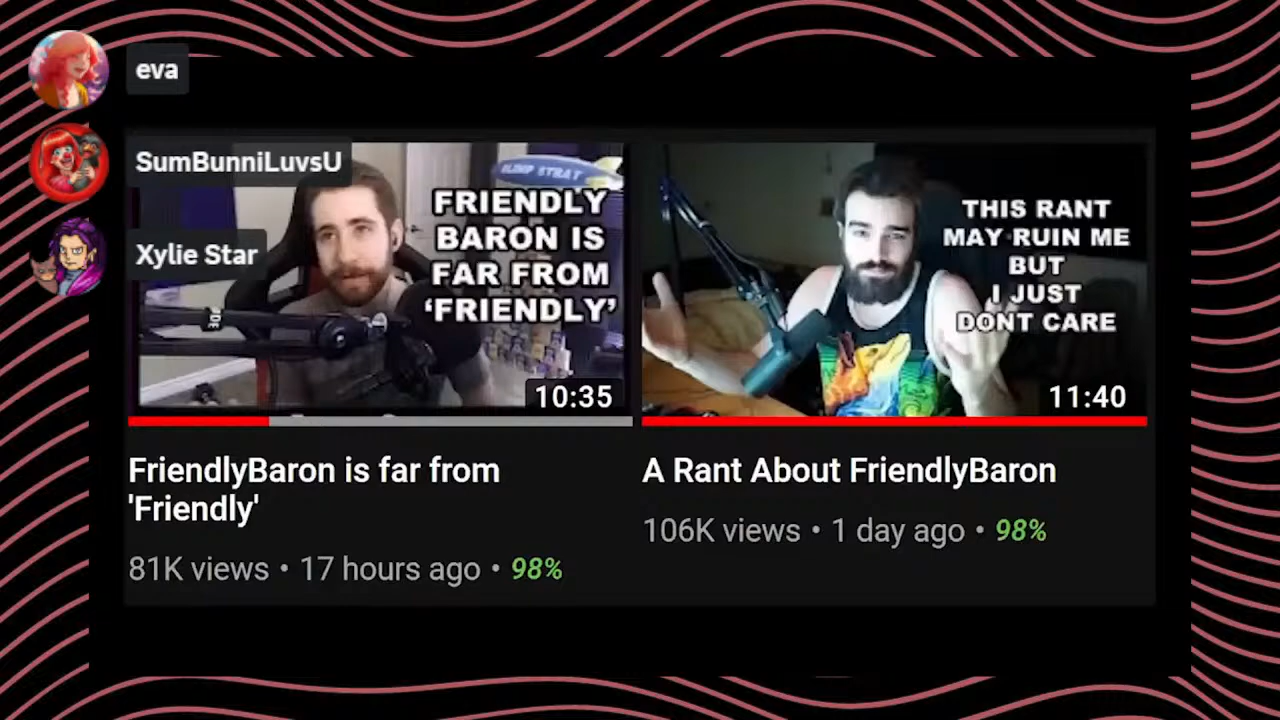 eva
SumBunniLuvsU
Xylie Star
BLIMP STRAT
FRIENDLY
BARON IS
FAR FROM
‘FRIENDLY’
10:35
THIS RANT
MAY RUIN ME
BUT
I JUST
DONT CARE
11:40
FriendlyBaron is far from
'Friendly'
81K views • 17 hours ago • 98%
A Rant About FriendlyBaron
106K views • 1 day ago • 98%